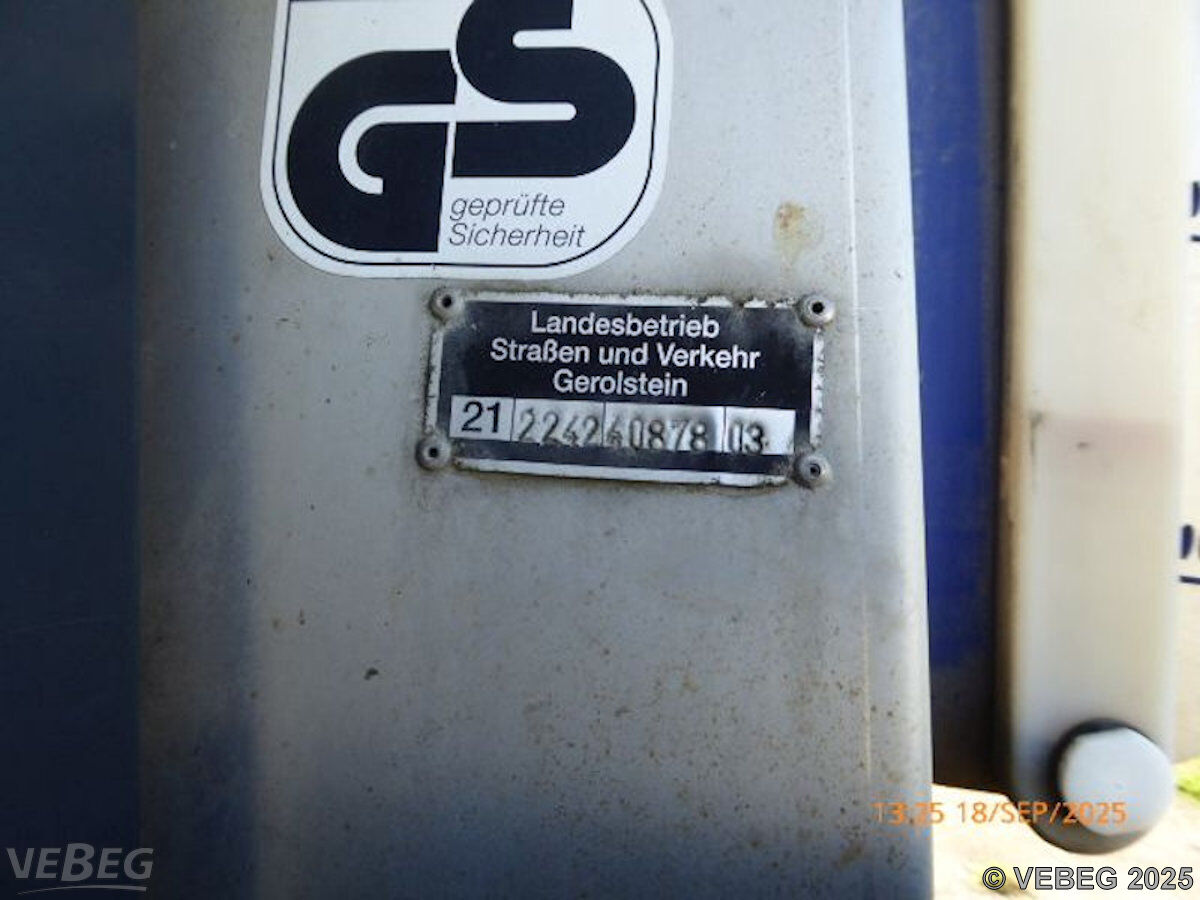 GS
geprüfte
Sicherheit
Landesbetrieb
Straßen und Verkehr
Gerolstein
21 2242 40878 03
13:25 18/SEP/2025
VEBEG
© VEBEG 2025